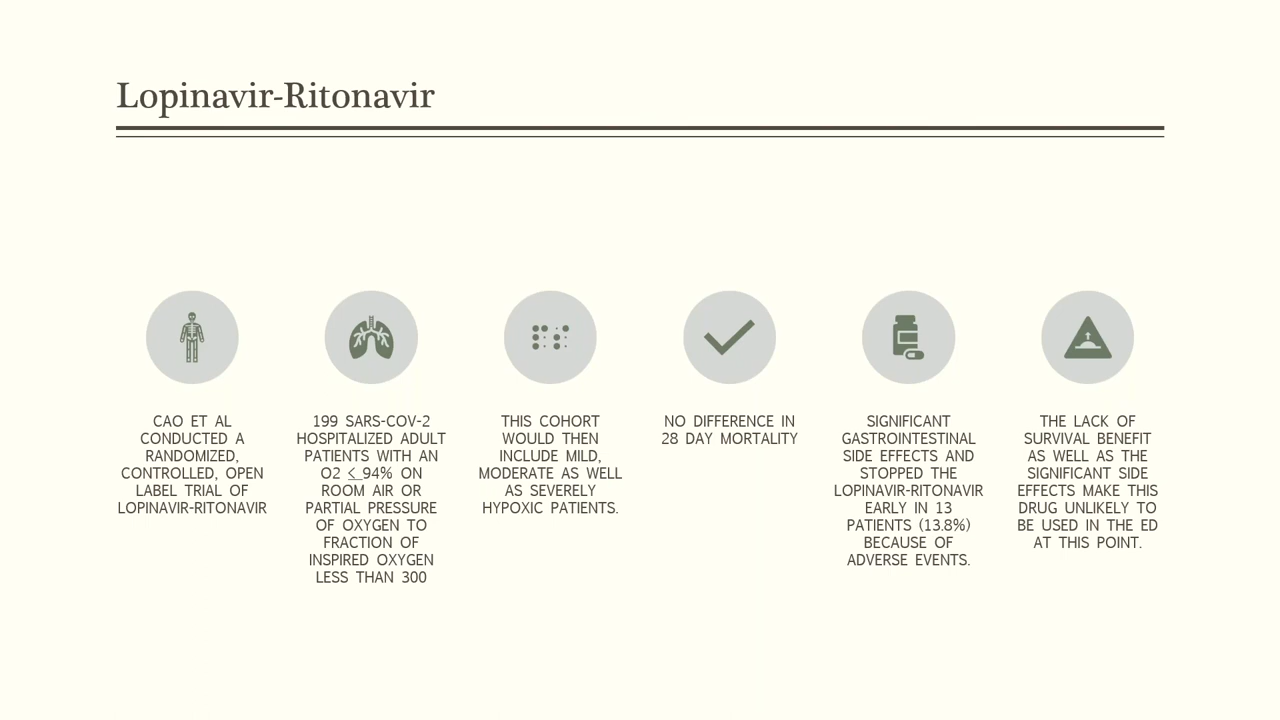 Lopinavir-Ritonavir
CAO ET AL
CONDUCTED A
RANDOMIZED,
CONTROLLED, OPEN
LABEL TRIAL OF
LOPINAVIR-RITONAVIR
199 SARS-COV-2
HOSPITALIZED ADULT
PATIENTS WITH AN
O2 < 94% ON
ROOM AIR OR
PARTIAL PRESSURE
OF OXYGEN TO
FRACTION OF
INSPIRED OXYGEN
LESS THAN 300
THIS COHORT
WOULD THEN
INCLUDE MILD,
MODERATE AS WELL
AS SEVERELY
HYPOXIC PATIENTS.
NO DIFFERENCE IN
28 DAY MORTALITY
SIGNIFICANT
GASTROINTESTINAL
SIDE EFFECTS AND
STOPPED THE
LOPINAVIR-RITONAVIR
EARLY IN 13
PATIENTS (13.8%)
BECAUSE OF
ADVERSE EVENTS.
THE LACK OF
SURVIVAL BENEFIT
AS WELL AS THE
SIGNIFICANT SIDE
EFFECTS MAKE THIS
DRUG UNLIKELY TO
BE USED IN THE ED
AT THIS POINT.